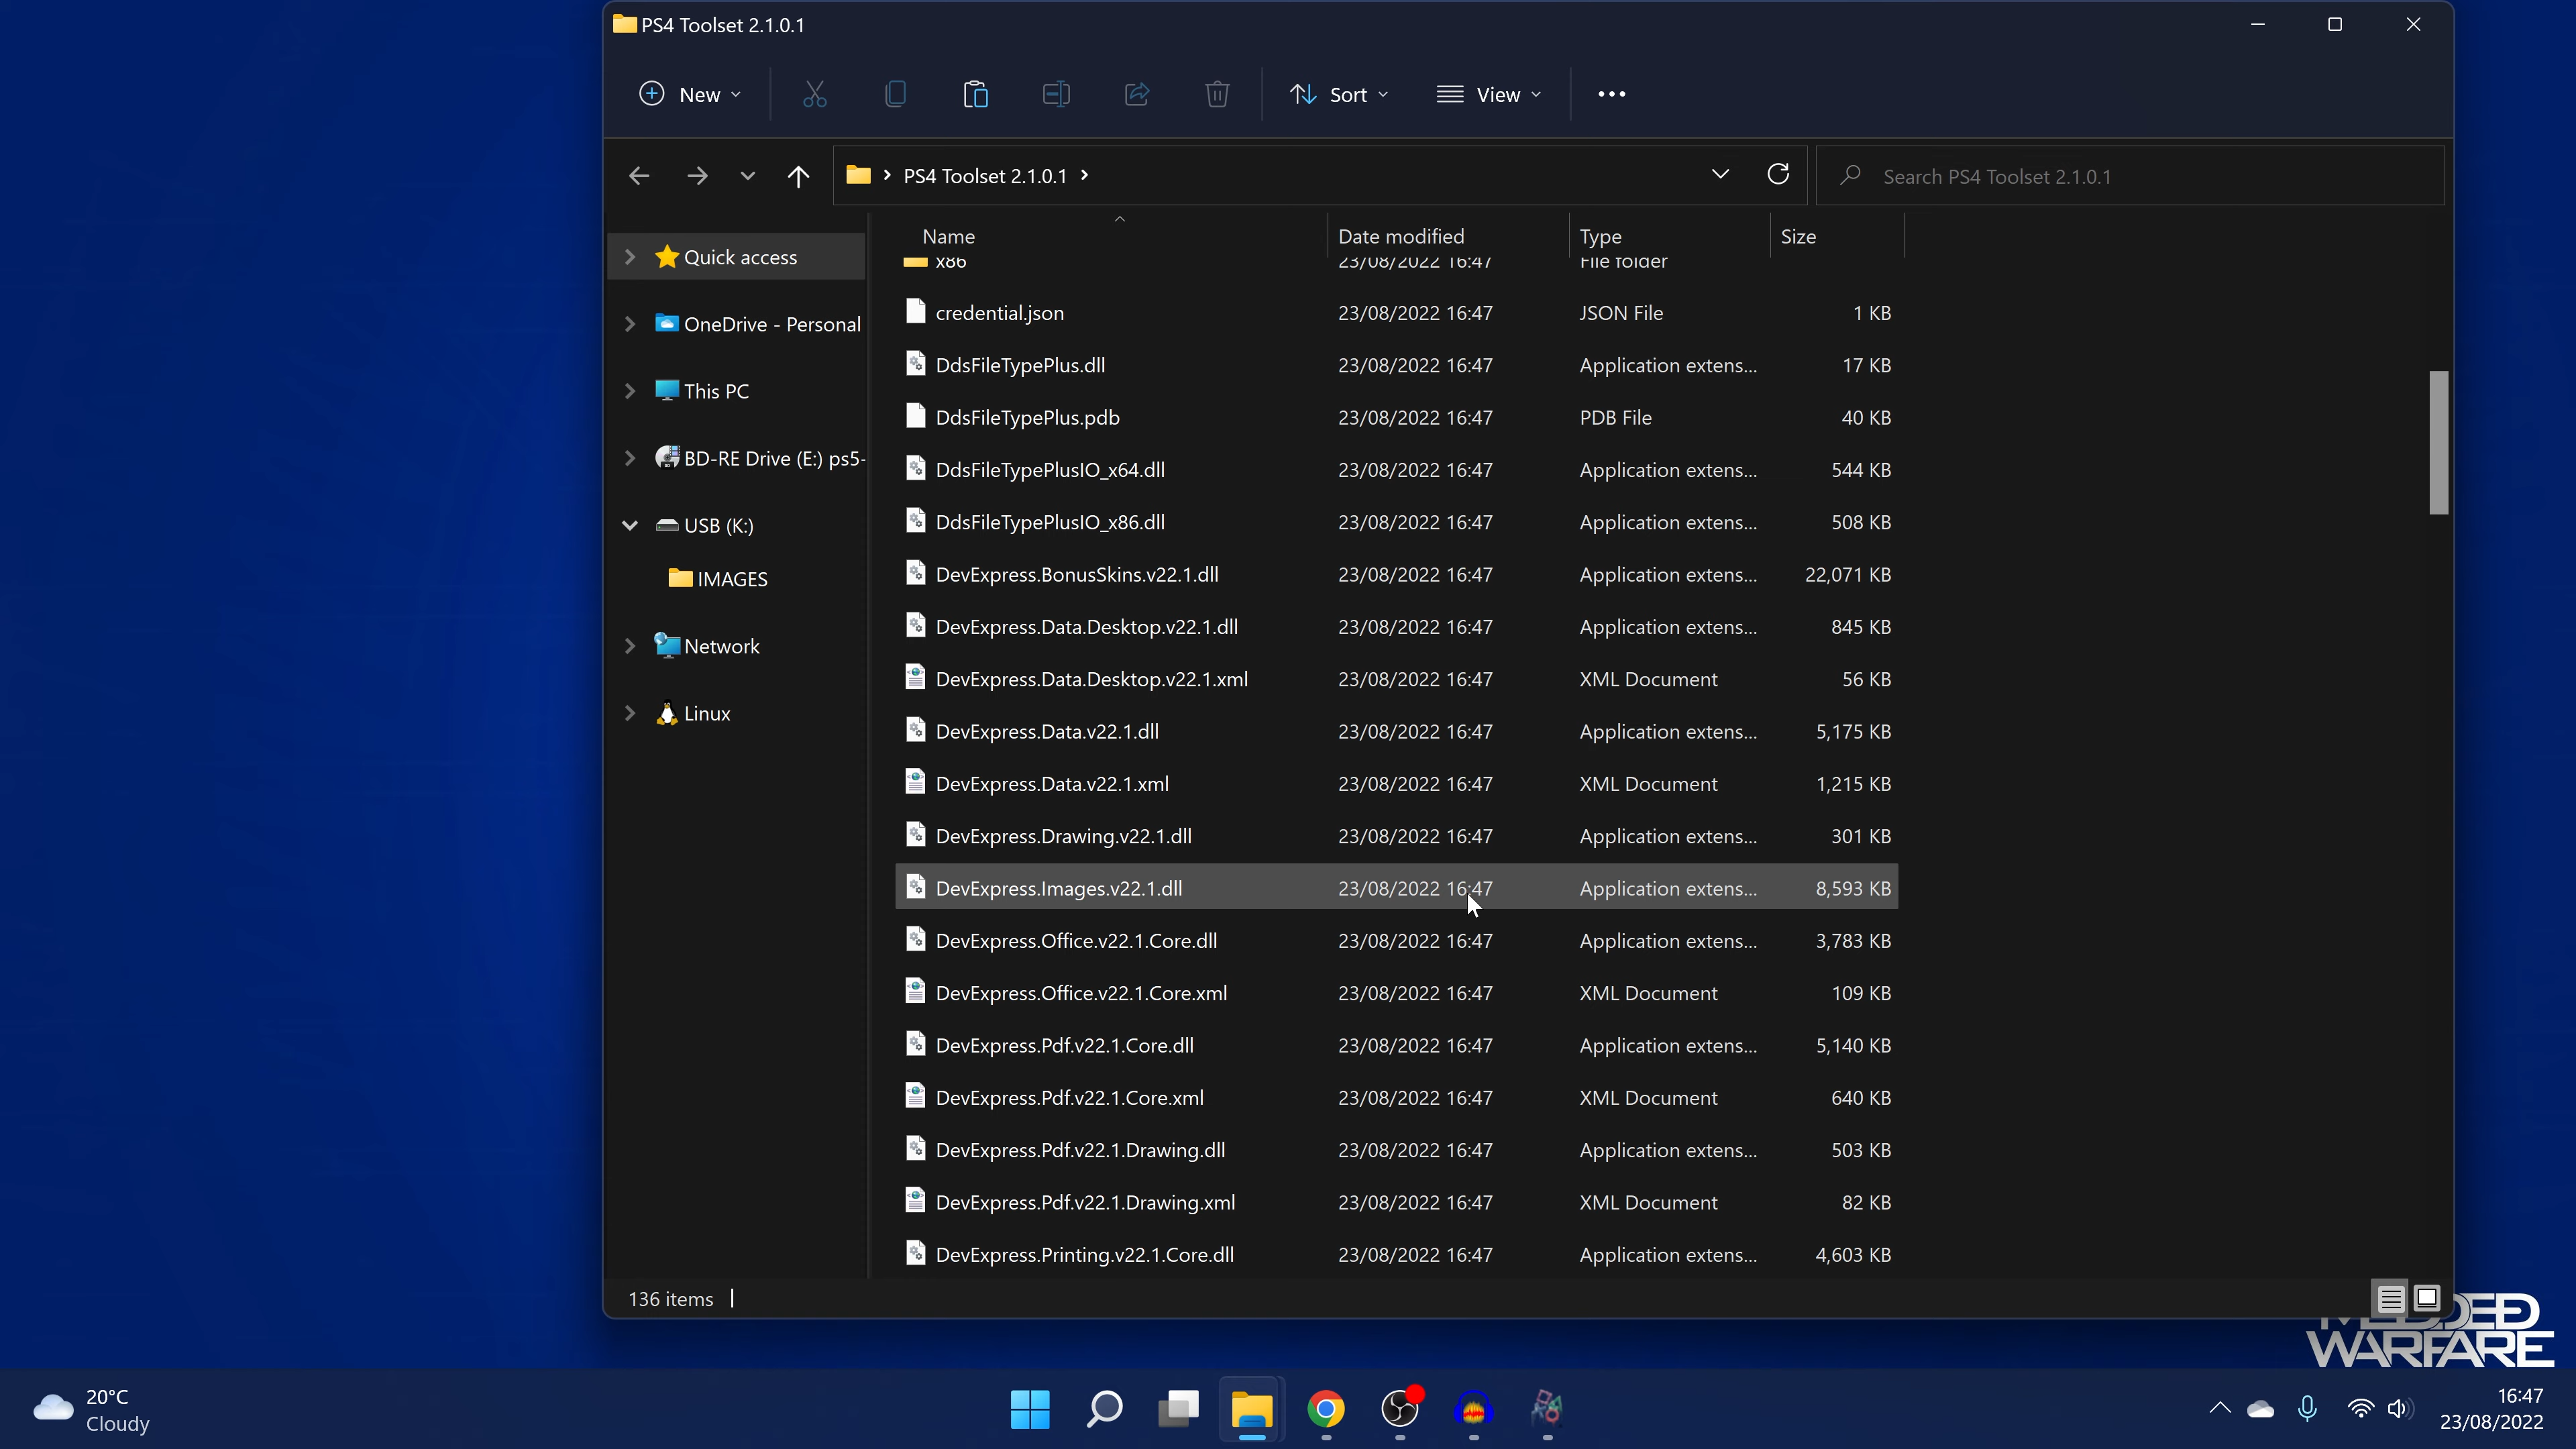 PS4 Toolset 2.1.0.1
New
Sort
View
PS4 Toolset 2.1.0.1
Search PS4 Toolset 2.1.0.1
Name Date modified Type Size
Quick access
OneDrive - Personal
This PC
BD-RE Drive (E:) ps5-
USB (K:)
IMAGES
Network
Linux
x86 23/08/2022 16:47 File folder
credential.json 23/08/2022 16:47 JSON File 1 KB
DdsFileTypePlus.dll 23/08/2022 16:47 Application extens... 17 KB
DdsFileTypePlus.pdb 23/08/2022 16:47 PDB File 40 KB
DdsFileTypePlusIO_x64.dll 23/08/2022 16:47 Application extens... 544 KB
DdsFileTypePlusIO_x86.dll 23/08/2022 16:47 Application extens... 508 KB
DevExpress.BonusSkins.v22.1.dll 23/08/2022 16:47 Application extens... 22,071 KB
DevExpress.Data.Desktop.v22.1.dll 23/08/2022 16:47 Application extens... 845 KB
DevExpress.Data.Desktop.v22.1.xml 23/08/2022 16:47 XML Document 56 KB
DevExpress.Data.v22.1.dll 23/08/2022 16:47 Application extens... 5,175 KB
DevExpress.Data.v22.1.xml 23/08/2022 16:47 XML Document 1,215 KB
DevExpress.Drawing.v22.1.dll 23/08/2022 16:47 Application extens... 301 KB
DevExpress.Images.v22.1.dll 23/08/2022 16:47 Application extens... 8,593 KB
DevExpress.Office.v22.1.Core.dll 23/08/2022 16:47 Application extens... 3,783 KB
DevExpress.Office.v22.1.Core.xml 23/08/2022 16:47 XML Document 109 KB
DevExpress.Pdf.v22.1.Core.dll 23/08/2022 16:47 Application extens... 5,140 KB
DevExpress.Pdf.v22.1.Core.xml 23/08/2022 16:47 XML Document 640 KB
DevExpress.Pdf.v22.1.Drawing.dll 23/08/2022 16:47 Application extens... 503 KB
DevExpress.Pdf.v22.1.Drawing.xml 23/08/2022 16:47 XML Document 82 KB
DevExpress.Printing.v22.1.Core.dll 23/08/2022 16:47 Application extens... 4,603 KB
136 items
WARFARE
20°C
Cloudy
16:47
23/08/2022